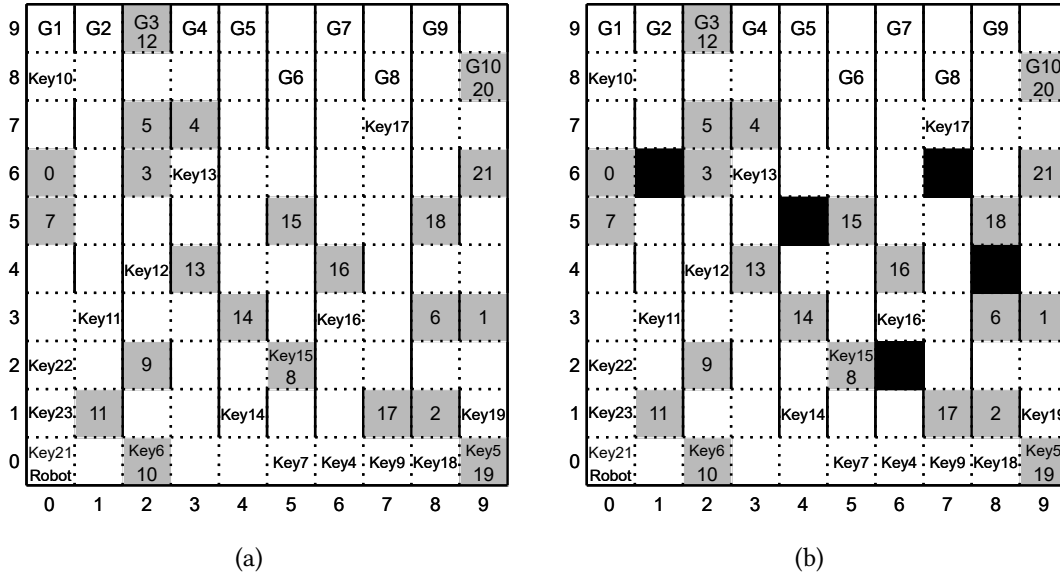 9 G1 G2 G3 G4 G5 G7 G9
12
8 Key10 G6 G8 G10
20
7 5 4 Key17
6 0 3 Key13 21
5 7 15 18
4 Key12 13 16
3 Key11 14 Key16 6 1
2 Key22 9 Key15
8
1 Key23 11 Key14 17 2 Key19
0 Key21 Key6 Key7 Key4 Key9 Key18 Key5
Robot 10 19
0 1 2 3 4 5 6 7 8 9
(a)
9 G1 G2 G3 G4 G5 G7 G9
12
8 Key10 G6 G8 G10
20
7 5 4 Key17
6 0 3 Key13 21
5 7 15 18
4 Key12 13 16
3 Key11 14 Key16 6 1
2 Key22 9 Key15
8
1 Key23 11 Key14 17 2 Key19
0 Key21 Key6 Key7 Key4 Key9 Key18 Key5
Robot 10 19
0 1 2 3 4 5 6 7 8 9
(b)